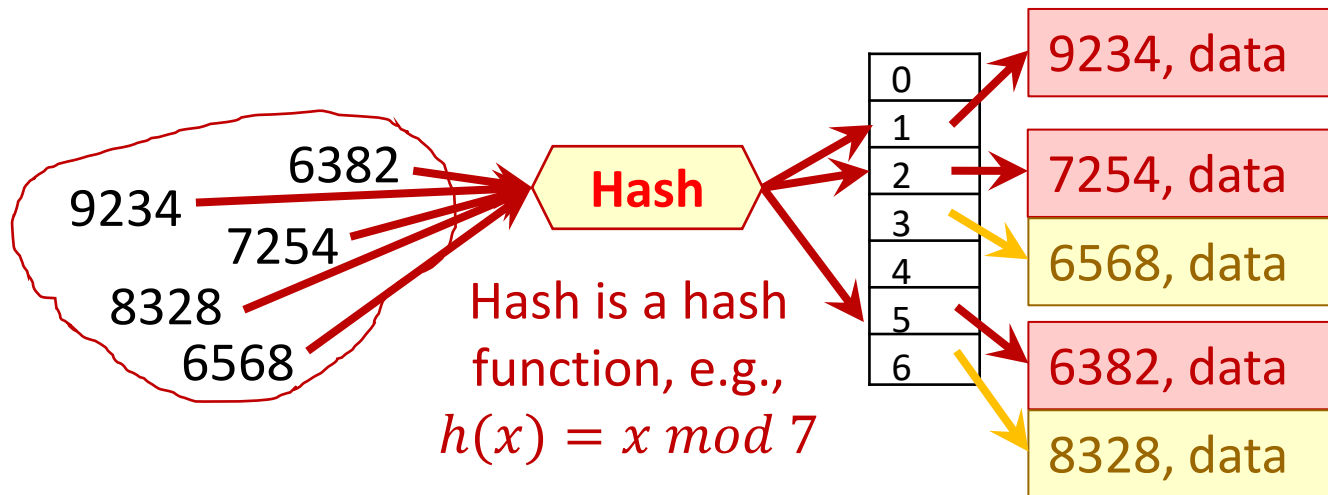 6382
9234
7254
8328
6568
Hash
Hash is a hash
function, e.g.,
h(x) = x mod 7
0
1
2
3
4
5
6
9234, data
7254, data
6568, data
6382, data
8328, data